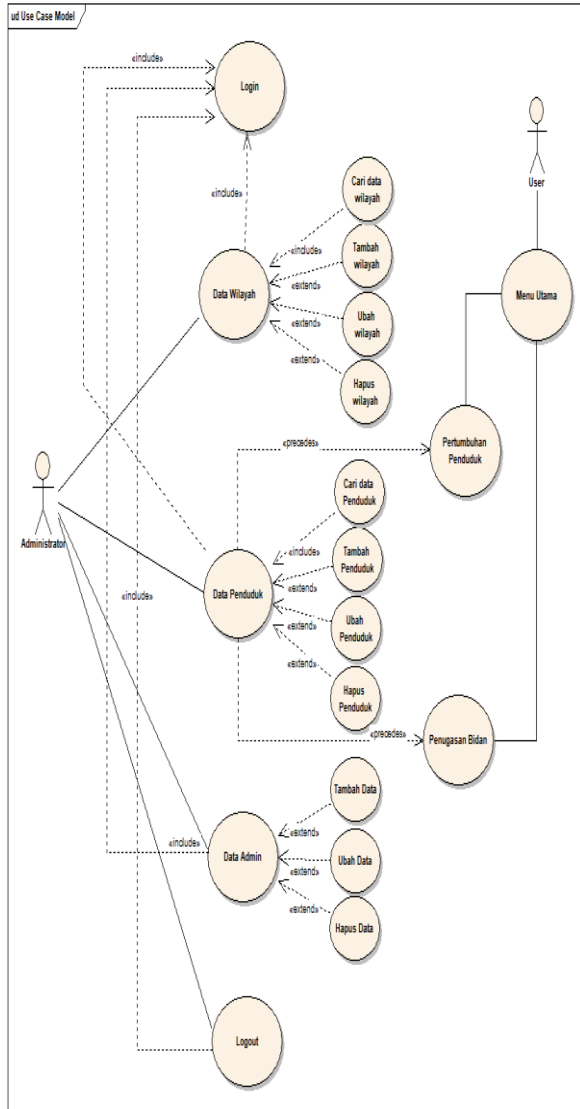 ud Use Case Model
«include»
Login
User
«include»
Cari data
wilayah
«include»
Tambah
wilayah
«extend»
Data Wilayah
Menu Utama
Ubah
wilayah
«extend»
Hapus
wilayah
«extend»
«precedes»
Pertumbuhan
Penduduk
Cari data
Penduduk
Administrator
«include»
Tambah
Penduduk
«extend»
«include»
Data Penduduk
Ubah
Penduduk
«extend»
Hapus
Penduduk
«extend»
«precedes»
Penugasan Bidan
Tambah Data
«extend»
«include»
Data Admin
Ubah Data
«extend»
Hapus Data
«extend»
Logout